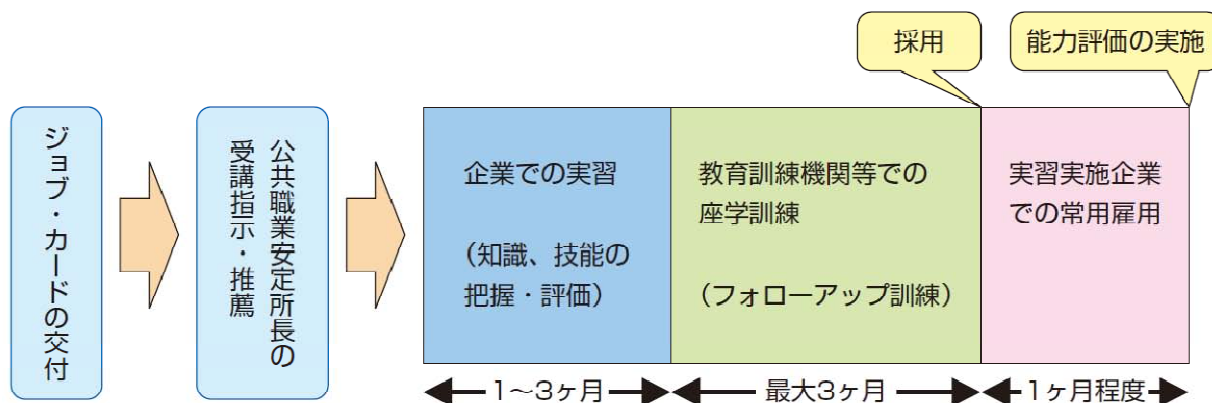 採用
能力評価の実施
ジョブ・カードの交付
公共職業安定所長の
受講指示・推薦
企業での実習
(知識、技能の
把握・評価)
教育訓練機関等での
座学訓練
(フォローアップ訓練)
実習実施企業
での常用雇用
1〜3ヶ月
最大3ヶ月
1ヶ月程度